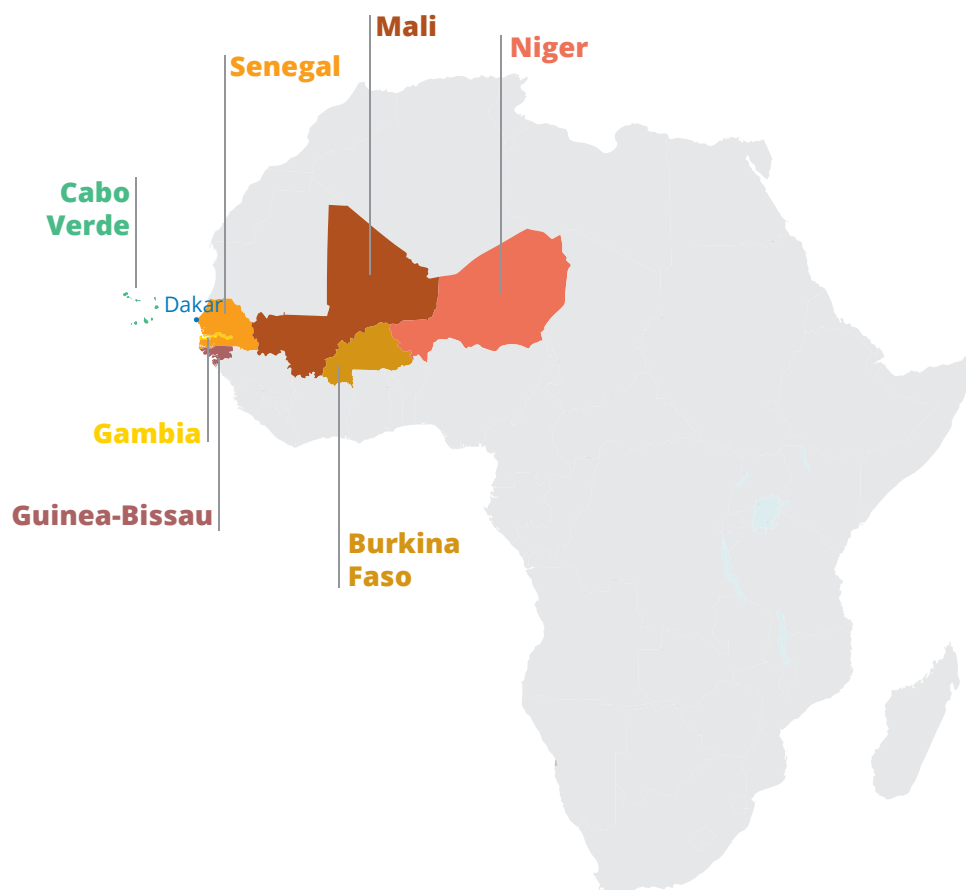 Mali
Niger
Senegal
Cabo
Verde
Dakar
Gambia
Guinea-Bissau
Burkina
Faso